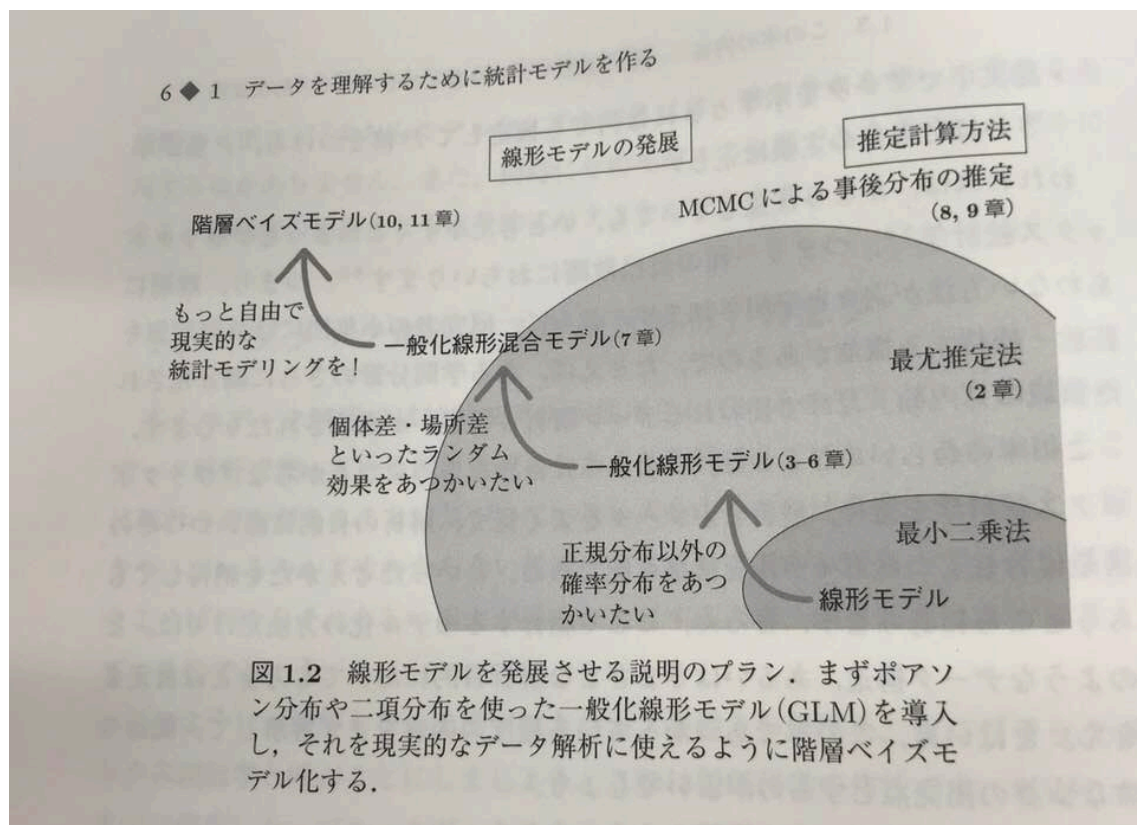 6 ◆ 1 データを理解するために統計モデルを作る
線形モデルの発展
推定計算方法
MCMCによる事後分布の推定
(8, 9 章)
階層ベイズモデル(10, 11 章)
もっと自由で
現実的な
統計モデリングを!
一般化線形混合モデル(7 章)
最尤推定法
(2 章)
個体差・場所差
といったランダム
効果をあつかいたい
一般化線形モデル(3–6 章)
最小二乗法
正規分布以外の
確率分布をあつ
かいたい
線形モデル
図 1.2 線形モデルを発展させる説明のプラン.まずポアソ
ン分布や二項分布を使った一般化線形モデル(GLM)を導入
し,それを現実的なデータ解析に使えるように階層ベイズモ
デル化する.